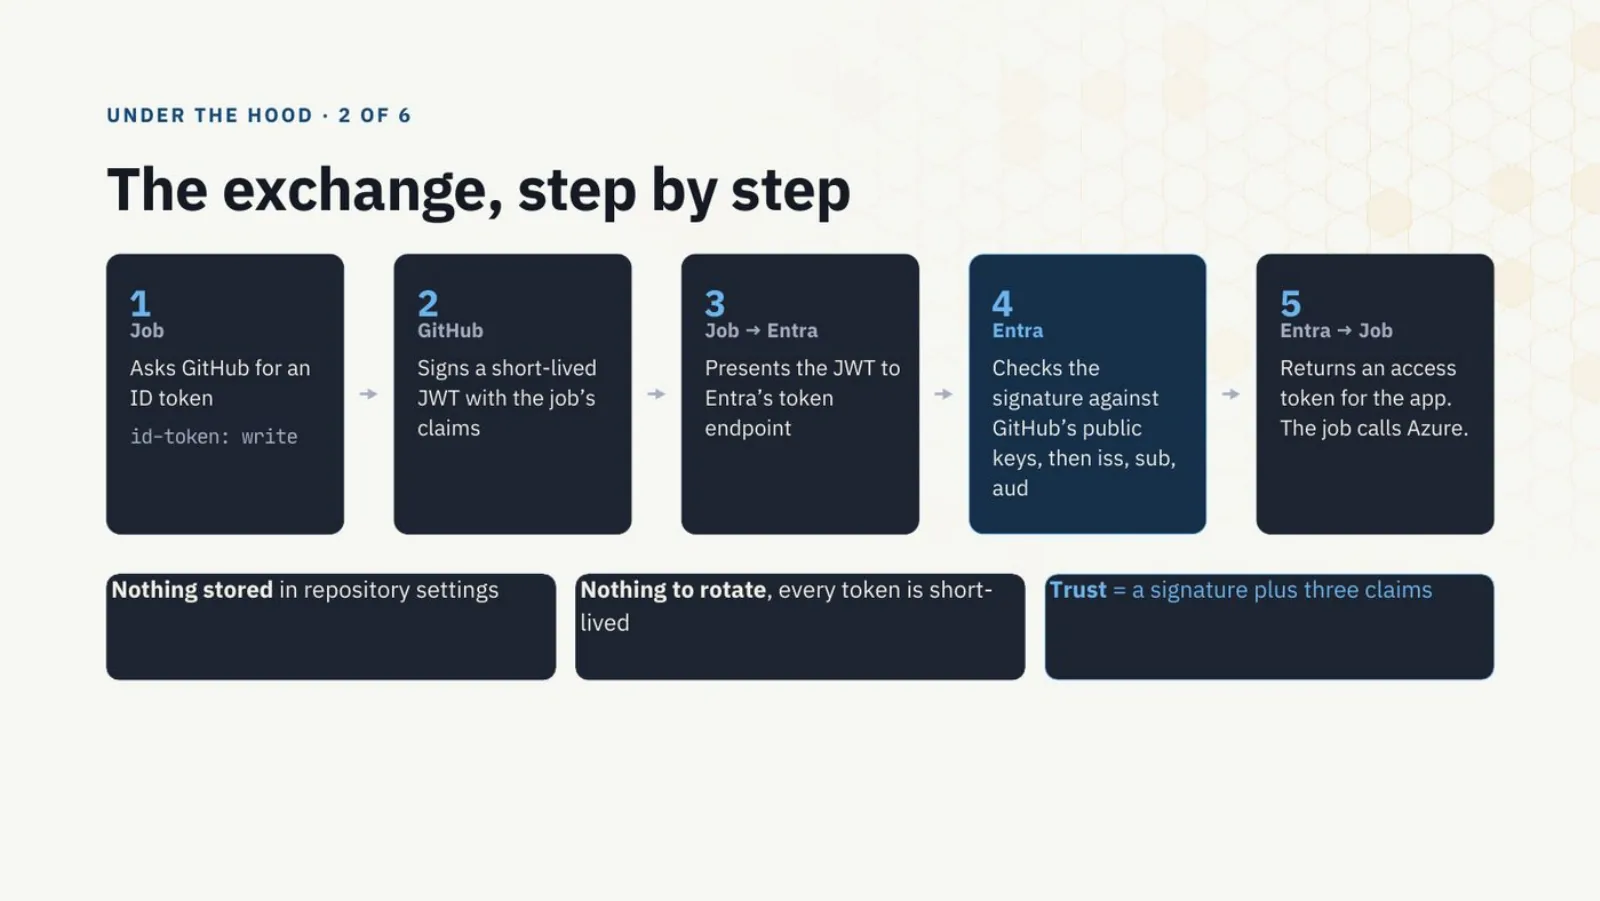 UNDER THE HOOD · 2 OF 6
The exchange, step by step
1
Job
Asks GitHub for an
ID token
id-token: write
2
GitHub
Signs a short-lived
JWT with the job’s
claims
3
Job → Entra
Presents the JWT to
Entra’s token
endpoint
4
Entra
Checks the
signature against
GitHub’s public
keys, then iss, sub,
aud
5
Entra → Job
Returns an access
token for the app.
The job calls Azure.
Nothing stored in repository settings
Nothing to rotate, every token is short-
lived
Trust = a signature plus three claims